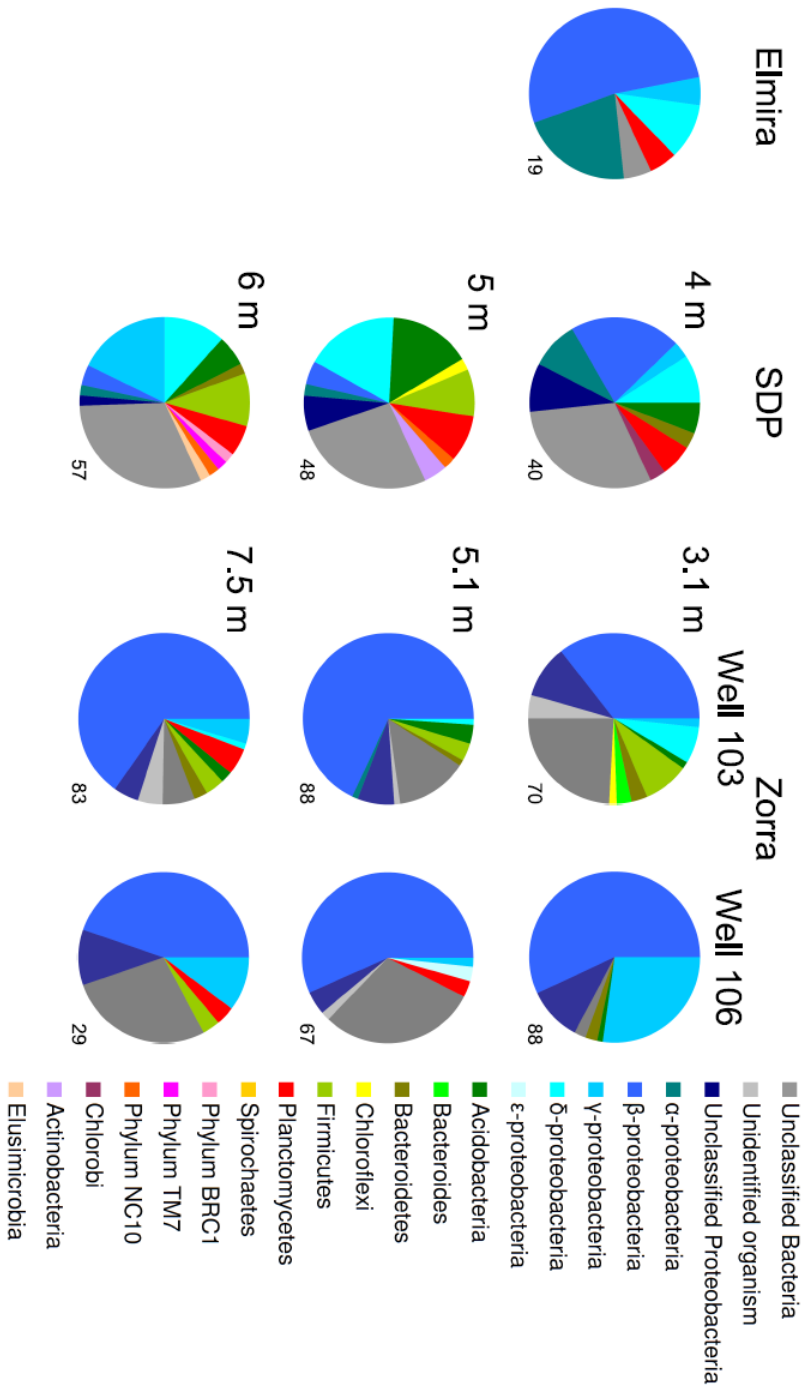 Elmira
SDP
Zorra
Well 103
Well 106
4 m
3.1 m
19
40
70
88
5 m
5.1 m
48
88
67
6 m
7.5 m
57
83
29
Unclassified Bacteria
Unidentified organism
Unclassified Proteobacteria
α-proteobacteria
β-proteobacteria
γ-proteobacteria
δ-proteobacteria
ε-proteobacteria
Acidobacteria
Bacteroides
Bacteroidetes
Chloroflexi
Firmicutes
Planctomycetes
Spirochaetes
Phylum BRC1
Phylum TM7
Phylum NC10
Chlorobi
Actinobacteria
Elusimicrobia